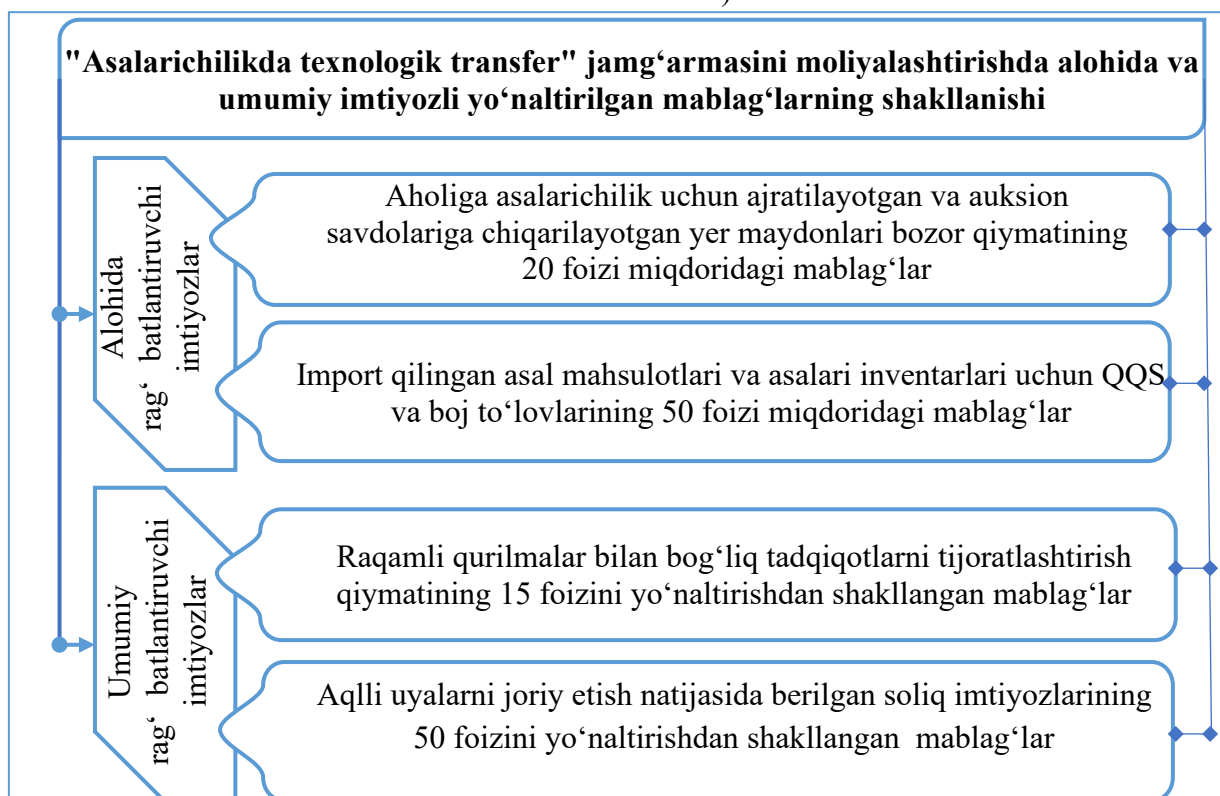 "Asalarichilikda texnologik transfer" jamg‘armasini moliyalashtirishda alohida va
umumiy imtiyozli yo‘naltirilgan mablag‘larning shakllanishi
Alohida
rag‘ batlantiruvchi
imtiyozlar
Aholiga asalarichilik uchun ajratilayotgan va auksion
savdolariga chiqarilayotgan yer maydonlari bozor qiymatining
20 foizi miqdoridagi mablag‘lar
Import qilingan asal mahsulotlari va asalari inventarlari uchun QQS
va boj to‘lovlarining 50 foizi miqdoridagi mablag‘lar
Umumiy
rag‘ batlantiruvchi
imtiyozlar
Raqamli qurilmalar bilan bog‘liq tadqiqotlarni tijoratlashtirish
qiymatining 15 foizini yo‘naltirishdan shakllangan mablag‘lar
Aqlli uyalarni joriy etish natijasida berilgan soliq imtiyozlarining
50 foizini yo‘naltirishdan shakllangan mablag‘lar